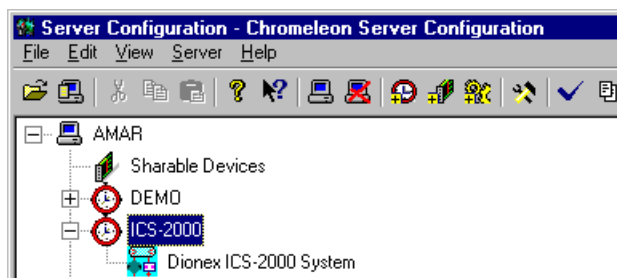 Server Configuration - Chromeleon Server Configuration
File Edit View Server Help
AMAR
Sharable Devices
DEMO
ICS-2000
Dionex ICS-2000 System